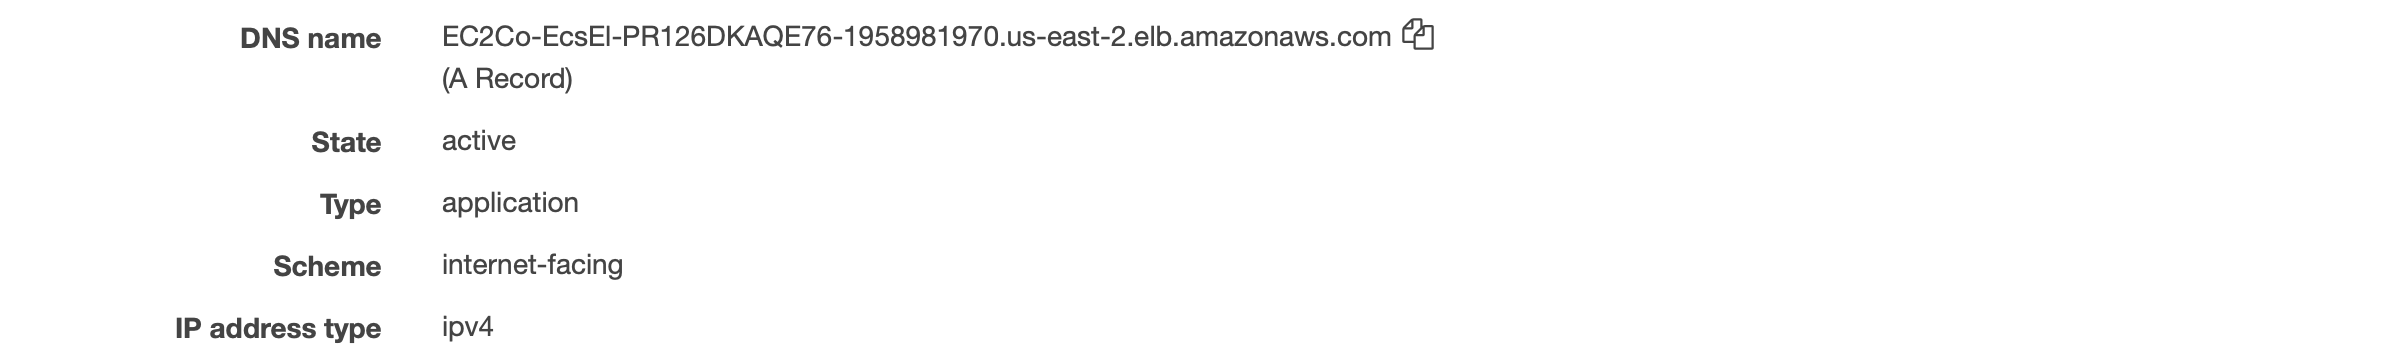 DNS name EC2Co-EcsEl-PR126DKAQE76-1958981970.us-east-2.elb.amazonaws.com
(A Record)
State active
Type application
Scheme internet-facing
IP address type ipv4